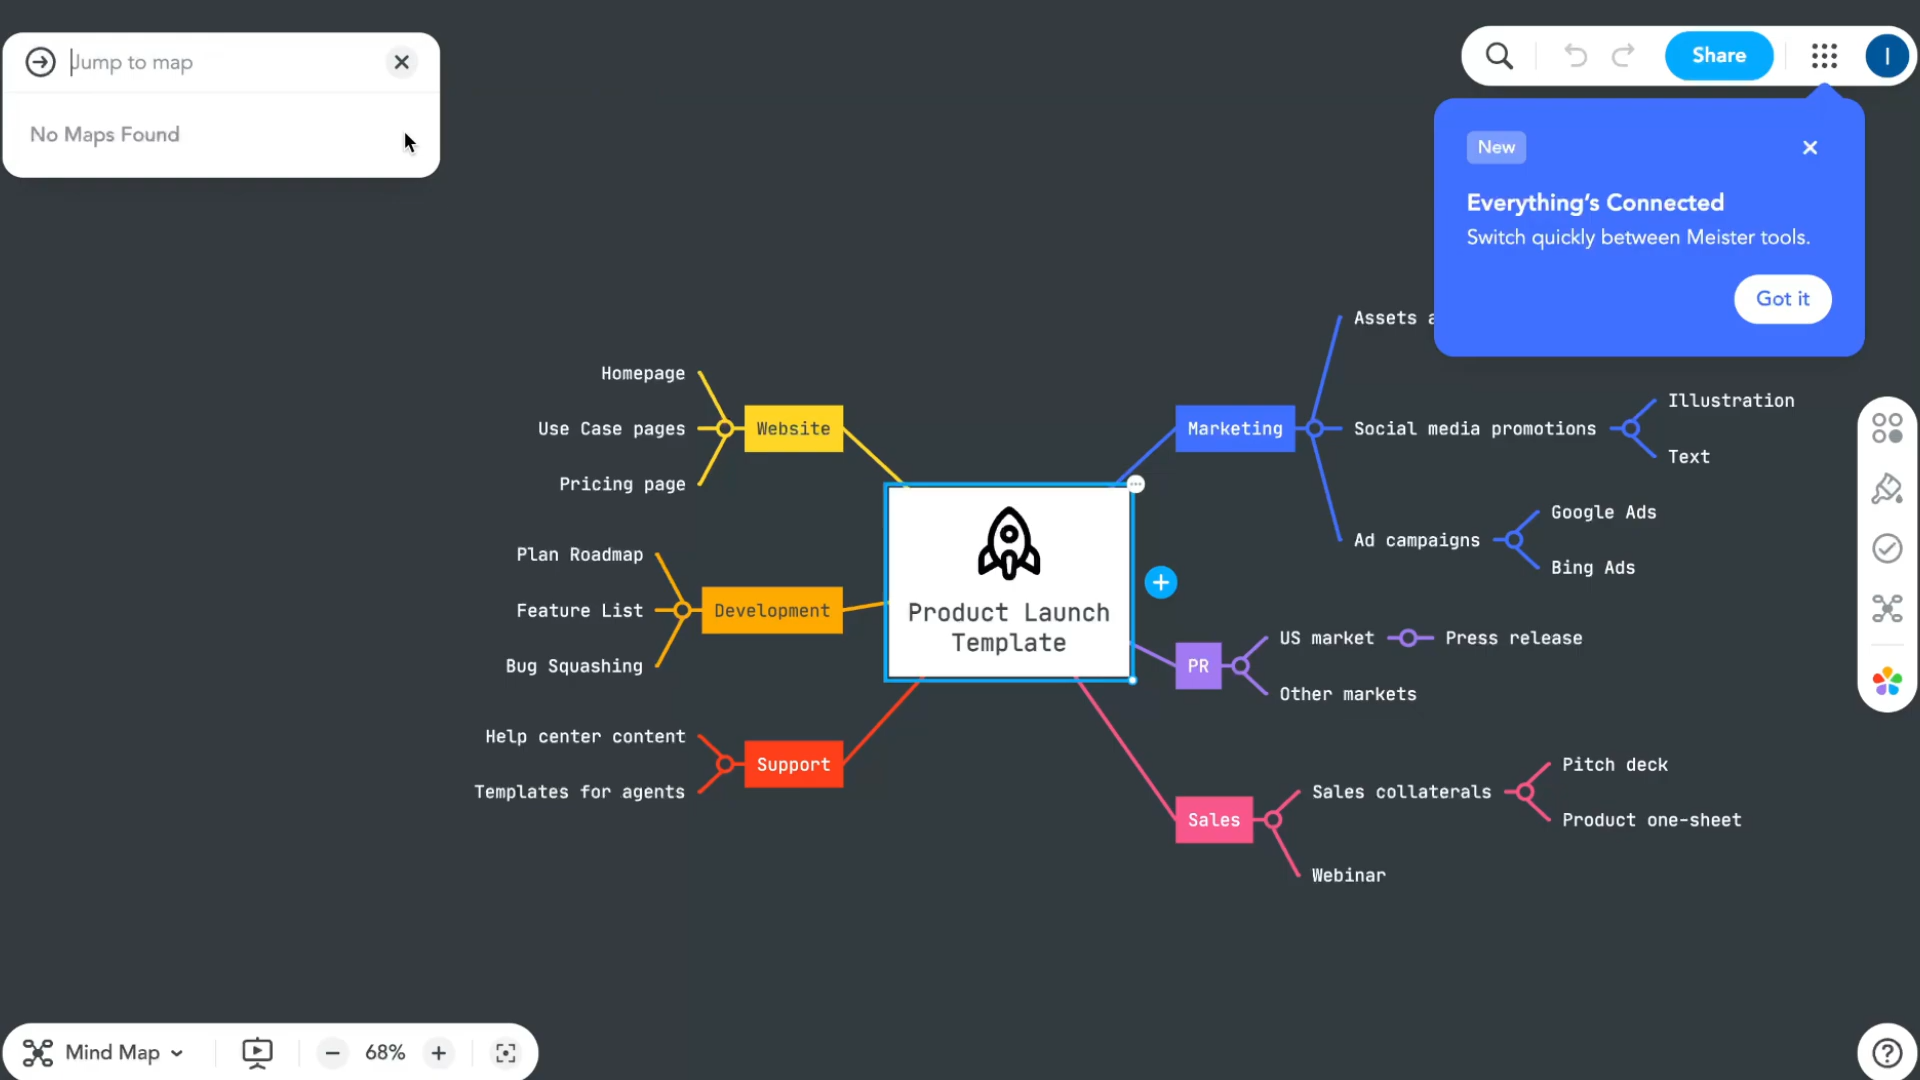 Jump to map
No Maps Found
Share
I
New
Everything's Connected
Switch quickly between Meister tools.
Got it
Homepage
Use Case pages
Pricing page
Website
Plan Roadmap
Feature List
Bug Squashing
Development
Help center content
Templates for agents
Support
Product Launch
Template
Marketing
Assets
Social media promotions
Illustration
Text
Ad campaigns
Google Ads
Bing Ads
PR
US market
Press release
Other markets
Sales
Sales collaterals
Pitch deck
Product one-sheet
Webinar
Mind Map
68%